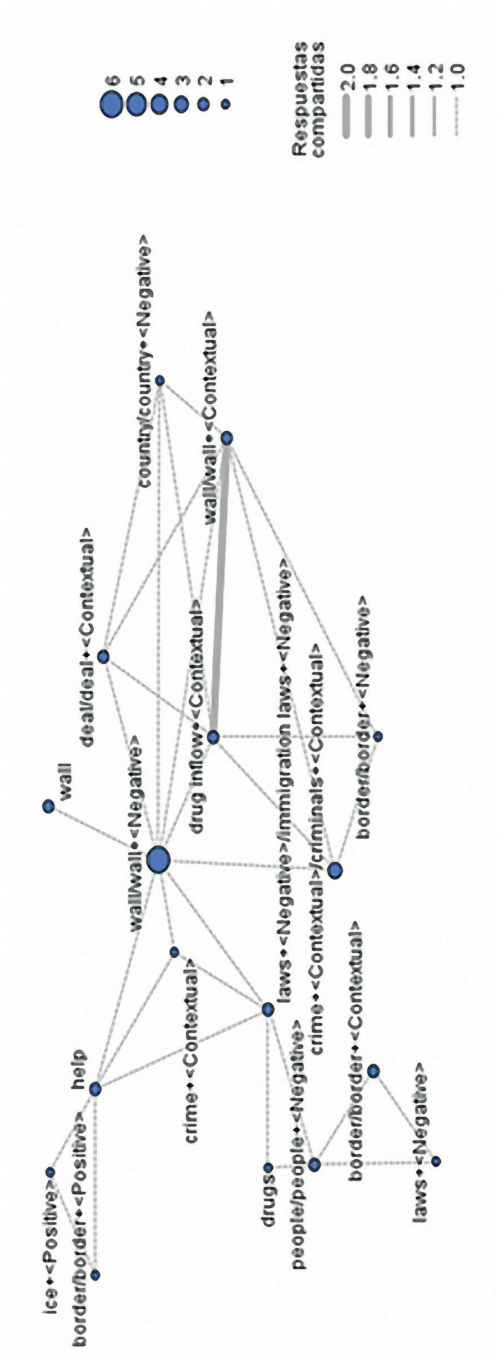 6
5
4
3
2
1
Respuestas
compartidas
2.0
1.8
1.6
1.4
1.2
1.0
country/country+<Negative>
wall/wall+<Contextual>
deal/deal+<Contextual>
wall
wall/wall+<Negative>
drug inflow+<Contextual>
laws+<Negative>/immigration laws+<Negative>
crime+<Contextual>/criminals+<Contextual>
border/border+<Negative>
crime+<Contextual>
help
ice+<Positive>
border/border+<Positive>
drugs
people/people+<Negative>
border/border+<Contextual>
laws+<Negative>